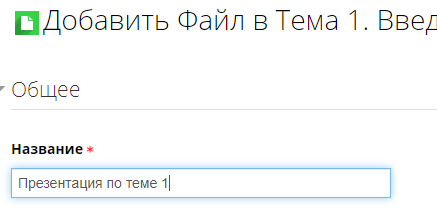 Добавить Файл в Тема 1. Введ
Общее
Название *
Презентация по теме 1